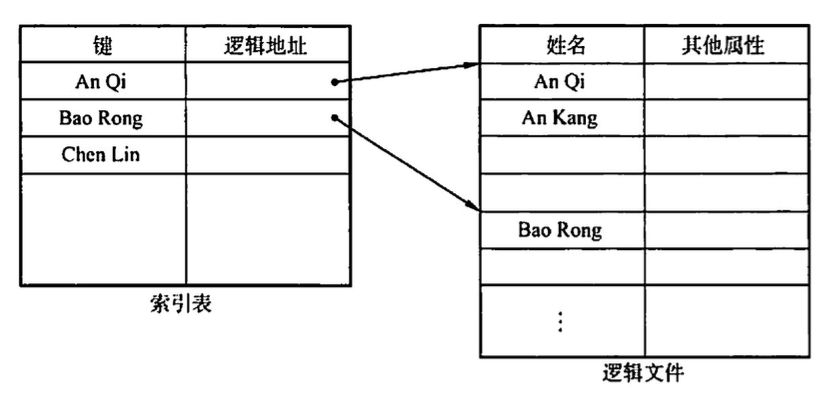 键 逻辑地址
An Qi
Bao Rong
Chen Lin
索引表
姓名 其他属性
An Qi
An Kang
Bao Rong
⋮
逻辑文件